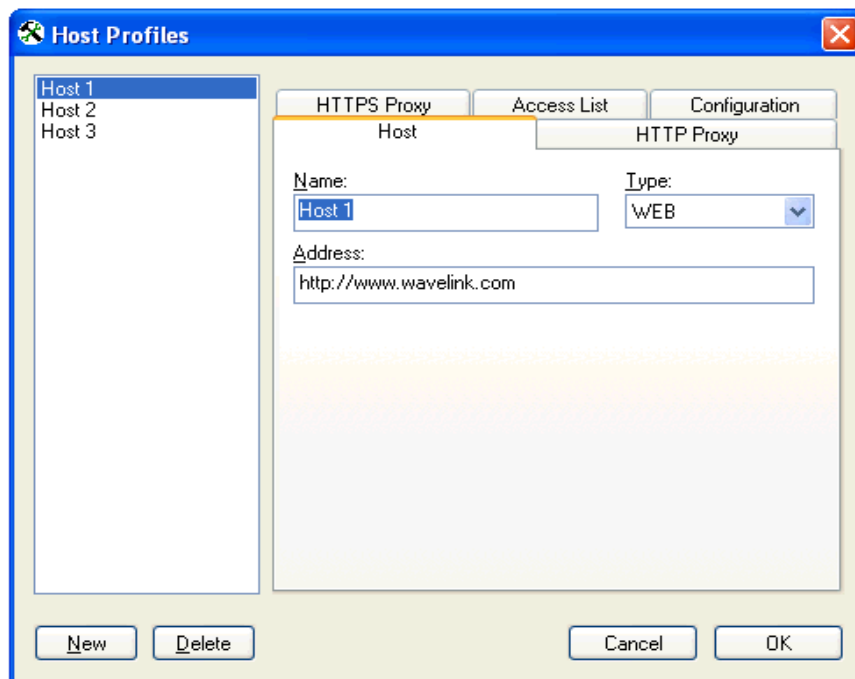 Host Profiles
Host 1
Host 2
Host 3
HTTPS Proxy
Access List
Configuration
Host
HTTP Proxy
Name:
Type:
Host 1
WEB
Address:
http://www.wavelink.com
New
Delete
Cancel
OK